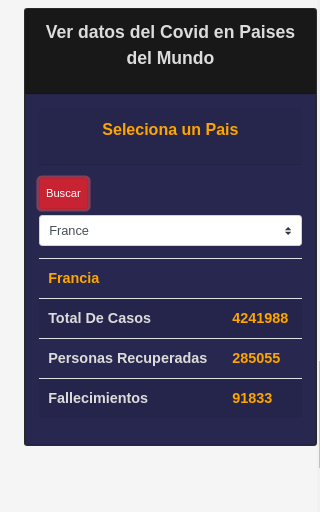 Ver datos del Covid en Paises
del Mundo
Seleciona un Pais
Buscar
France
Francia
Total De Casos 4241988
Personas Recuperadas 285055
Fallecimientos 91833